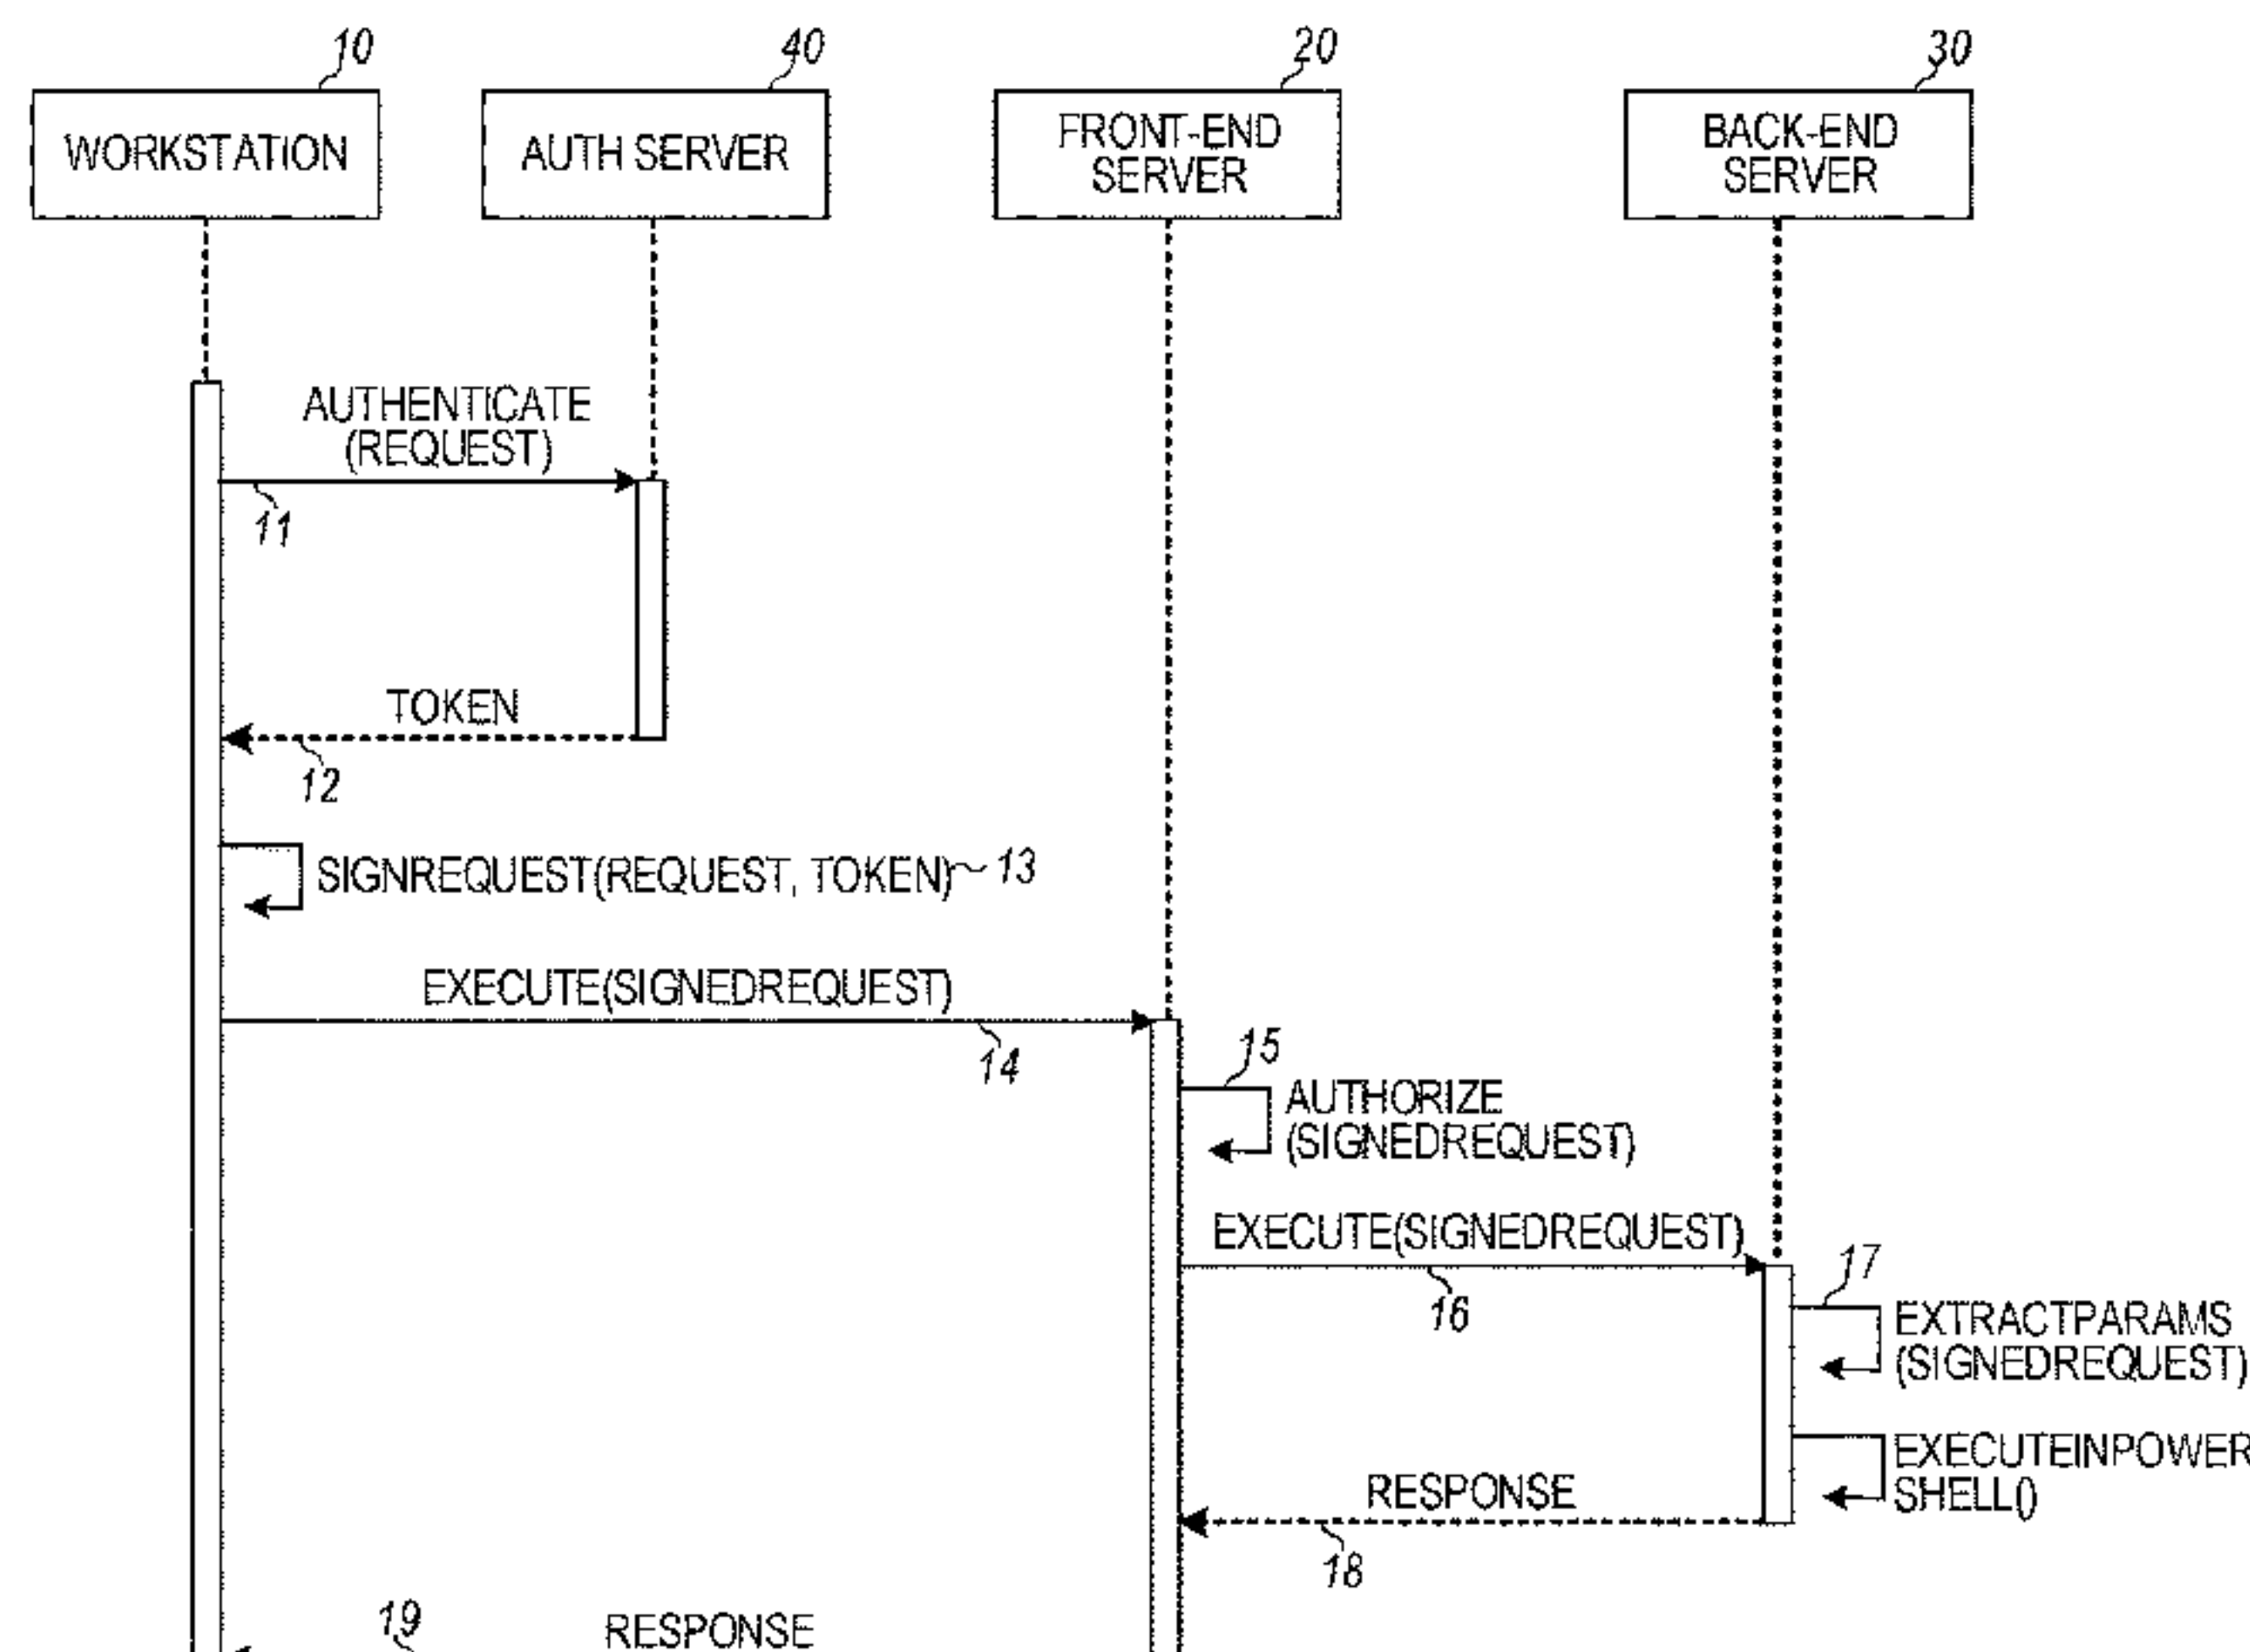 10
40
20
30
WORKSTATION
AUTH SERVER
FRONT-END
SERVER
BACK-END
SERVER
AUTHENTICATE
(REQUEST)
11
TOKEN
12
SIGNREQUEST(REQUEST, TOKEN)~13
EXECUTE(SIGNEDREQUEST)
14
15
AUTHORIZE
(SIGNEDREQUEST)
EXECUTE(SIGNEDREQUEST)
16
17
EXTRACTPARAMS
(SIGNEDREQUEST)
EXECUTEINPOWER
SHELL()
RESPONSE
18
19
RESPONSE